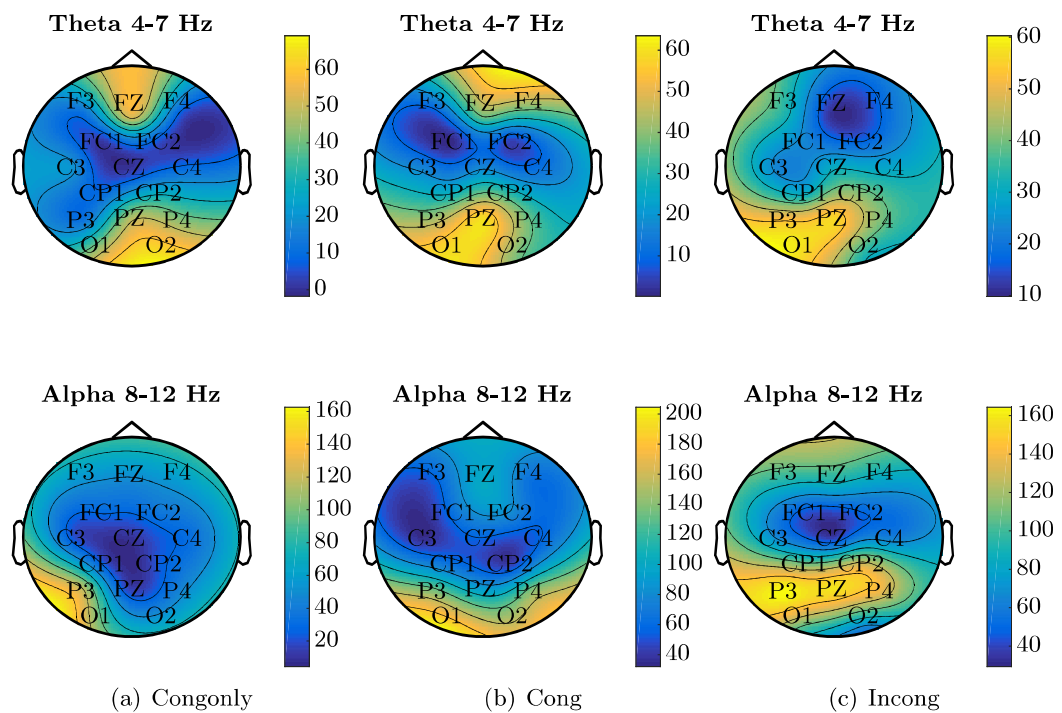 Theta 4-7 Hz
F3 FZ F4
FC1 FC2
C3 CZ C4
CP1 CP2
P3 PZ P4
O1 O2
60
50
40
30
20
10
0
Theta 4-7 Hz
F3 FZ F4
FC1 FC2
C3 CZ C4
CP1 CP2
P3 PZ P4
O1 O2
60
50
40
30
20
10
Theta 4-7 Hz
F3 FZ F4
FC1 FC2
C3 CZ C4
CP1 CP2
P3 PZ P4
O1 O2
60
50
40
30
20
10
Alpha 8-12 Hz
F3 FZ F4
FC1 FC2
C3 CZ C4
CP1 CP2
P3 PZ P4
O1 O2
160
140
120
100
80
60
40
20
Alpha 8-12 Hz
F3 FZ F4
FC1 FC2
C3 CZ C4
CP1 CP2
P3 PZ P4
O1 O2
200
180
160
140
120
100
80
60
40
Alpha 8-12 Hz
F3 FZ F4
FC1 FC2
C3 CZ C4
CP1 CP2
P3 PZ P4
O1 O2
160
140
120
100
80
60
40
(a) Congonly
(b) Cong
(c) Incong